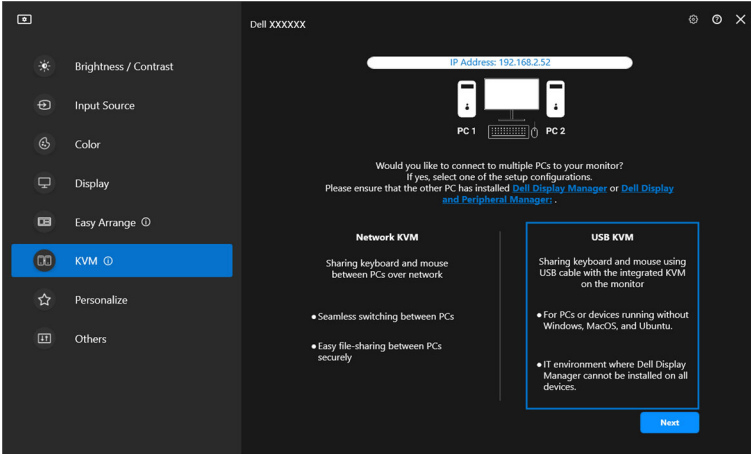 Dell XXXXXX
Brightness / Contrast
Input Source
Color
Display
Easy Arrange
KVM
Personalize
Others
IP Address: 192.168.2.52
PC 1
PC 2
Would you like to connect to multiple PCs to your monitor?
If yes, select one of the setup configurations.
Please ensure that the other PC has installed Dell Display Manager or Dell Display
and Peripheral Manager: .
Network KVM
Sharing keyboard and mouse
between PCs over network
● Seamless switching between PCs
● Easy file-sharing between PCs
securely
USB KVM
Sharing keyboard and mouse using
USB cable with the integrated KVM
on the monitor
● For PCs or devices running without
Windows, MacOS, and Ubuntu.
● IT environment where Dell Display
Manager cannot be installed on all
devices.
Next